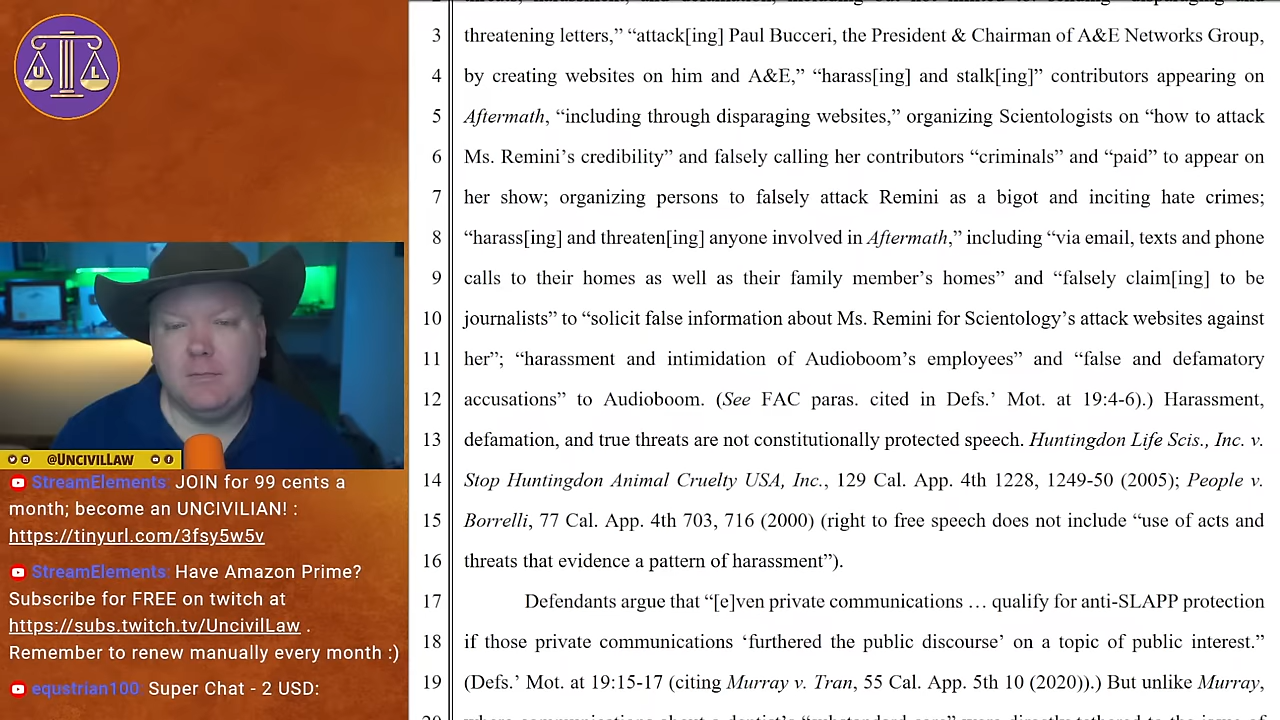 U L
@UNCIVILLAW
StreamElements: JOIN for 99 cents a
month; become an UNCIVILIAN! :
https://tinyurl.com/3fsy5w5v
StreamElements: Have Amazon Prime?
Subscribe for FREE on twitch at
https://subs.twitch.tv/UncivilLaw .
Remember to renew manually every month :)
equstrian100: Super Chat - 2 USD:
3 threatening letters,” “attack[ing] Paul Bucceri, the President & Chairman of A&E Networks Group,
4 by creating websites on him and A&E,” “harass[ing] and stalk[ing]” contributors appearing on
5 Aftermath, “including through disparaging websites,” organizing Scientologists on “how to attack
6 Ms. Remini’s credibility” and falsely calling her contributors “criminals” and “paid” to appear on
7 her show; organizing persons to falsely attack Remini as a bigot and inciting hate crimes;
8 “harass[ing] and threaten[ing] anyone involved in Aftermath,” including “via email, texts and phone
9 calls to their homes as well as their family member’s homes” and “falsely claim[ing] to be
10 journalists” to “solicit false information about Ms. Remini for Scientology’s attack websites against
11 her”; “harassment and intimidation of Audioboom’s employees” and “false and defamatory
12 accusations” to Audioboom. (See FAC paras. cited in Defs.’ Mot. at 19:4-6).) Harassment,
13 defamation, and true threats are not constitutionally protected speech. Huntingdon Life Scis., Inc. v.
14 Stop Huntingdon Animal Cruelty USA, Inc., 129 Cal. App. 4th 1228, 1249-50 (2005); People v.
15 Borrelli, 77 Cal. App. 4th 703, 716 (2000) (right to free speech does not include “use of acts and
16 threats that evidence a pattern of harassment”).
17 Defendants argue that “[e]ven private communications … qualify for anti-SLAPP protection
18 if those private communications ‘furthered the public discourse’ on a topic of public interest.”
19 (Defs.’ Mot. at 19:15-17 (citing Murray v. Tran, 55 Cal. App. 5th 10 (2020)).) But unlike Murray,